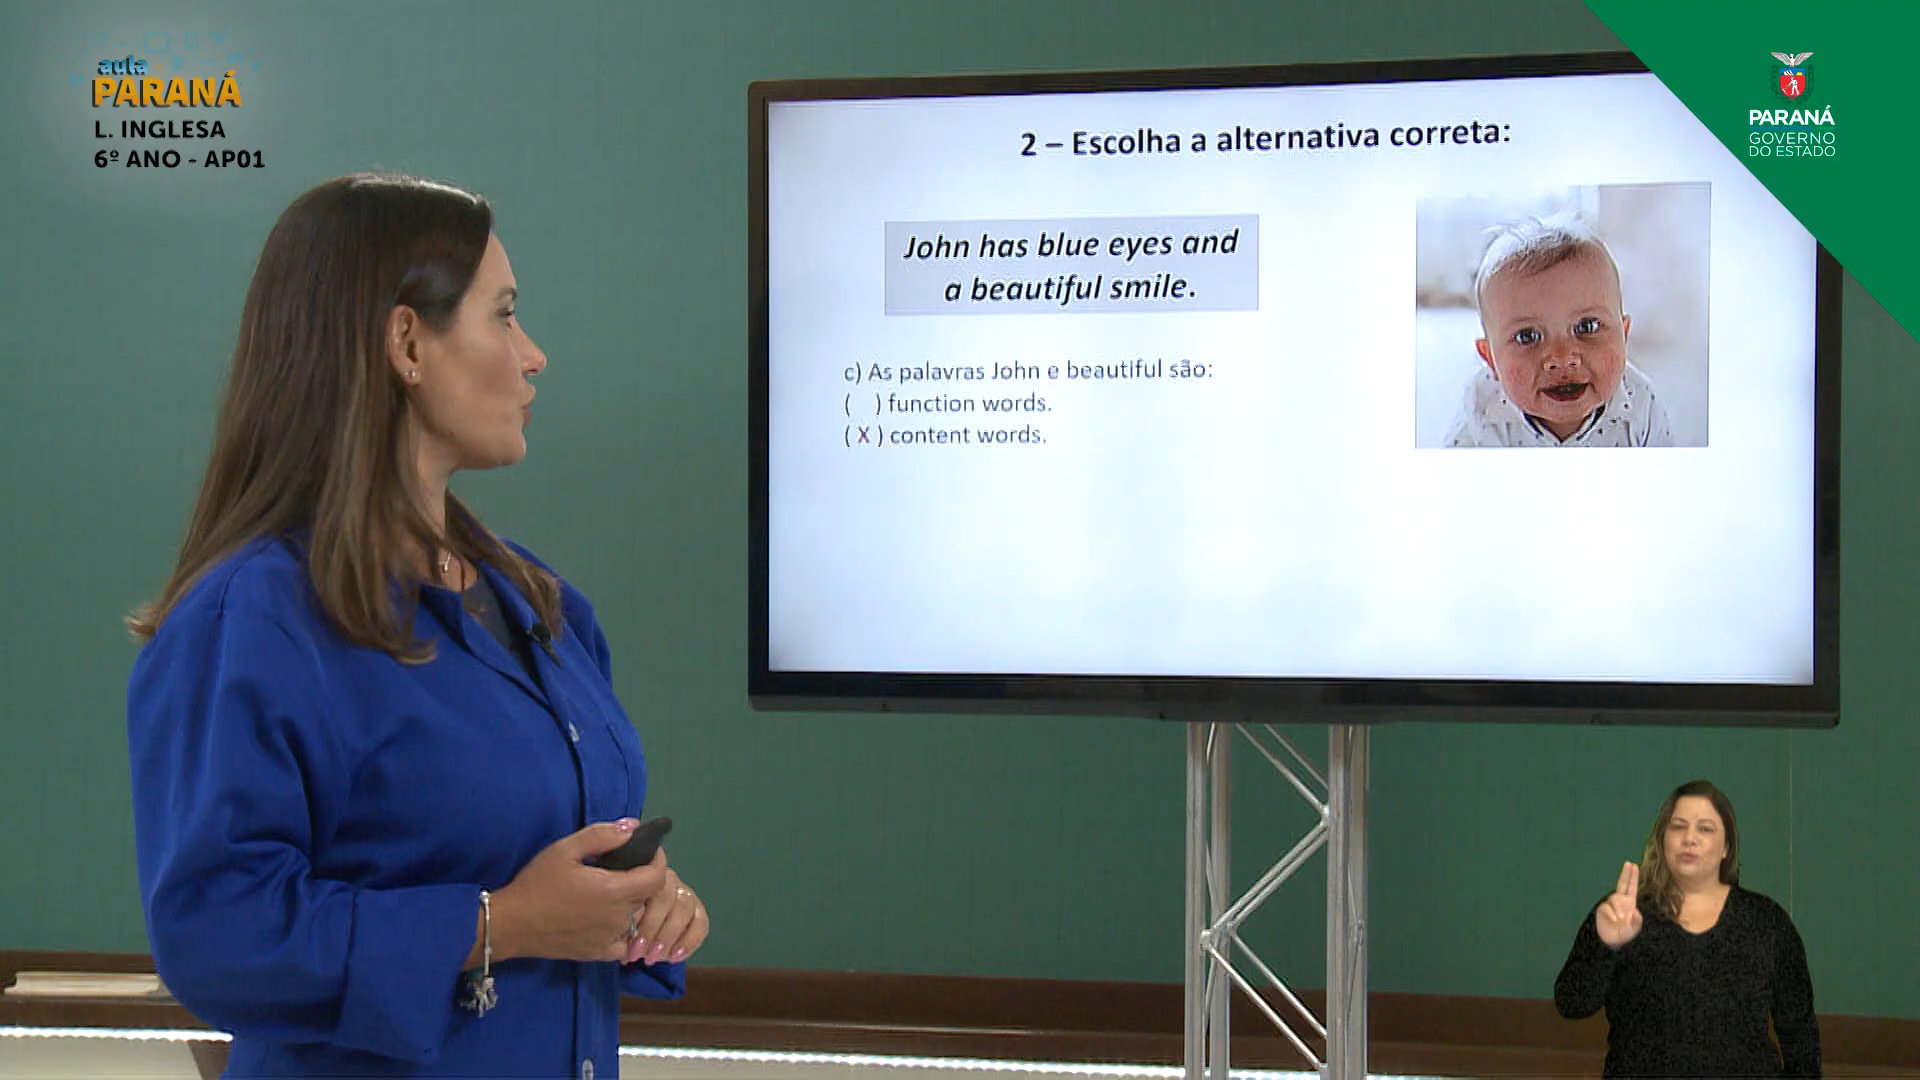 aula
PARANÁ
L. INGLESA
6º ANO - AP01
2 – Escolha a alternativa correta:
John has blue eyes and
a beautiful smile.
c) As palavras John e beautiful são:
(   ) function words.
( X ) content words.
PARANÁ
GOVERNO
DO ESTADO